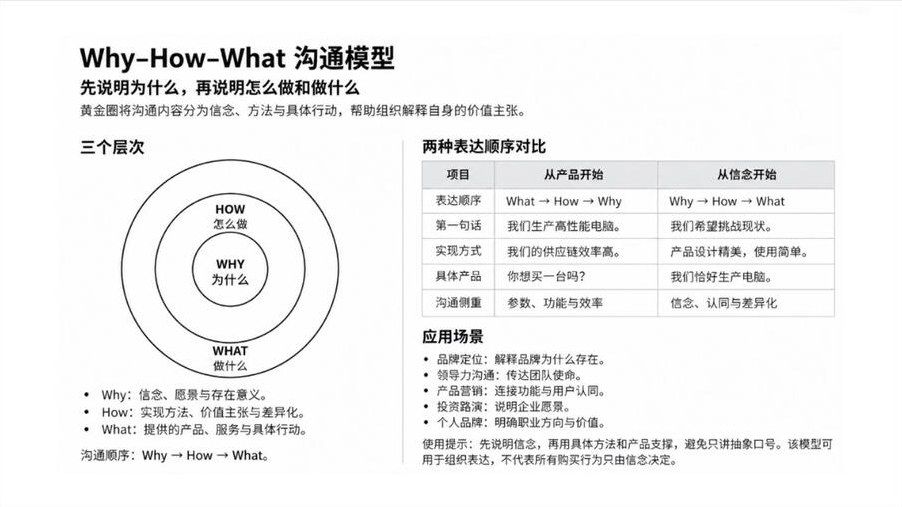 Why–How–What 沟通模型
先说明为什么，再说明怎么做和做什么
黄金圈将沟通内容分为信念、方法与具体行动，帮助组织解释自身的价值主张。
三个层次
HOW
怎么做
WHY
为什么
WHAT
做什么
• Why：信念、愿景与存在意义。
• How：实现方法、价值主张与差异化。
• What：提供的产品、服务与具体行动。
沟通顺序：Why → How → What。
两种表达顺序对比
项目 从产品开始 从信念开始
表达顺序 What → How → Why Why → How → What
第一句话 我们生产高性能电脑。 我们希望挑战现状。
实现方式 我们的供应链效率高。 产品设计精美，使用简单。
具体产品 你想买一台吗？ 我们恰好生产电脑。
沟通侧重 参数、功能与效率 信念、认同与差异化
应用场景
• 品牌定位：解释品牌为什么存在。
• 领导力沟通：传达团队使命。
• 产品营销：连接功能与用户认同。
• 投资路演：说明企业愿景。
• 个人品牌：明确职业方向与价值。
使用提示：先说明信念，再用具体方法和产品支撑，避免只讲抽象口号。该模型可
用于组织表达，不代表所有购买行为只由信念决定。